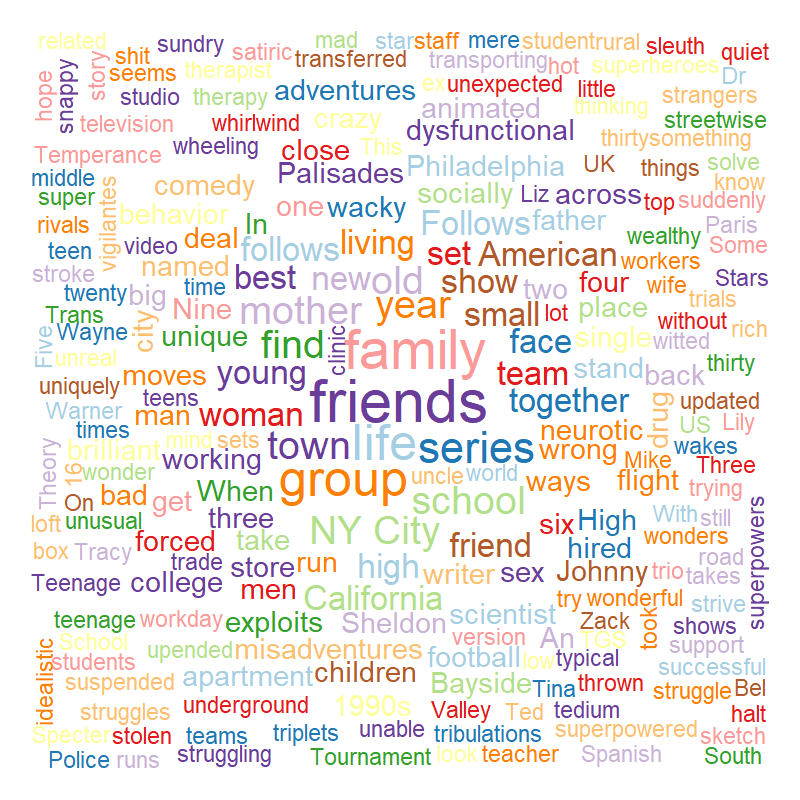 related sundry mad star staff mere student rural sleuth quiet
shit satiric transferred transporting hot superheroes Dr
hope snappy story seems therapist ex unexpected little thinking strangers
studio therapy adventures animated streetwise
television whirlwind crazy dysfunctional thirtysomething
Temperance wheeling close This Philadelphia UK things solve
middle Palisades socially Liz across top know
super vigilantes comedy one wacky Follows father suddenly
rivals behavior In living set American wealthy Paris Some
teen video deal follows show workers
stroke named best new old two four wife Stars
twenty time big Nine mother year small lot place trials
Trans Wayne city unique find family face single without rich
Five unreal clinic team stand back witted thirty
uniquely moves young friends together drug updated
Warner teens man woman neurotic US Lily
times brilliant mind sets town life series wrong Mike wakes
Theory 16 wonder working group uncle world ways flight Three
On bad get When school trying
loft unusual three NY City six High With still wonders
box Tracy forced take friend hired road
Teenage trade store run high writer sex Johnny trio takes superpowers
college men California try wonderful
teenage workday exploits Sheldon scientist Zack took strive
School upended misadventures version An TGS shows
students football low typical support
idealistic suspended apartment children Bayside Tina thrown successful
struggles underground 1990s Valley Ted tedium struggle Bel
Specter stolen teams triplets unable tribulations superpowered halt
Police runs struggling Tournament look teacher Spanish sketch South